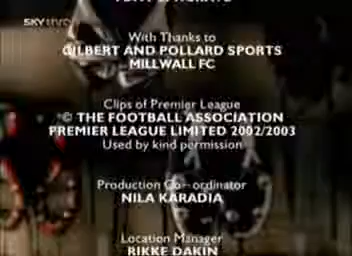 SKY
With Thanks to
GILBERT AND POLLARD SPORTS
MILLWALL FC
Clips of Premier League
© THE FOOTBALL ASSOCIATION
PREMIER LEAGUE LIMITED 2002/2003
Used by kind permission
Production Co-ordinator
NILA KARADIA
Location Manager
RIKKE DAKIN